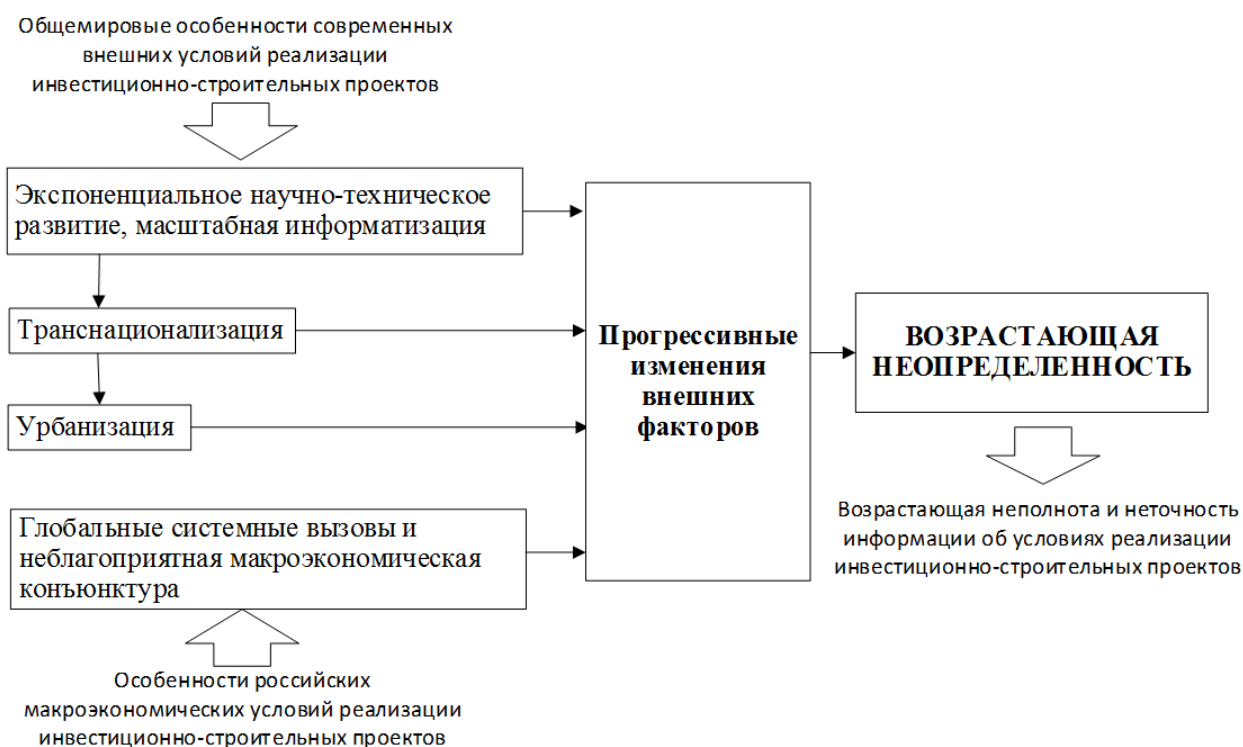 Общемировые особенности современных
внешних условий реализации
инвестиционно-строительных проектов
Экспоненциальное научно-техническое
развитие, масштабная информатизация
Транснационализация
Урбанизация
Глобальные системные вызовы и
неблагоприятная макроэкономическая
конъюнктура
Особенности российских
макроэкономических условий реализации
инвестиционно-строительных проектов
Прогрессивные
изменения
внешних
факторов
ВОЗРАСТАЮЩАЯ
НЕОПРЕДЕЛЕННОСТЬ
Возрастающая неполнота и неточность
информации об условиях реализации
инвестиционно-строительных проектов